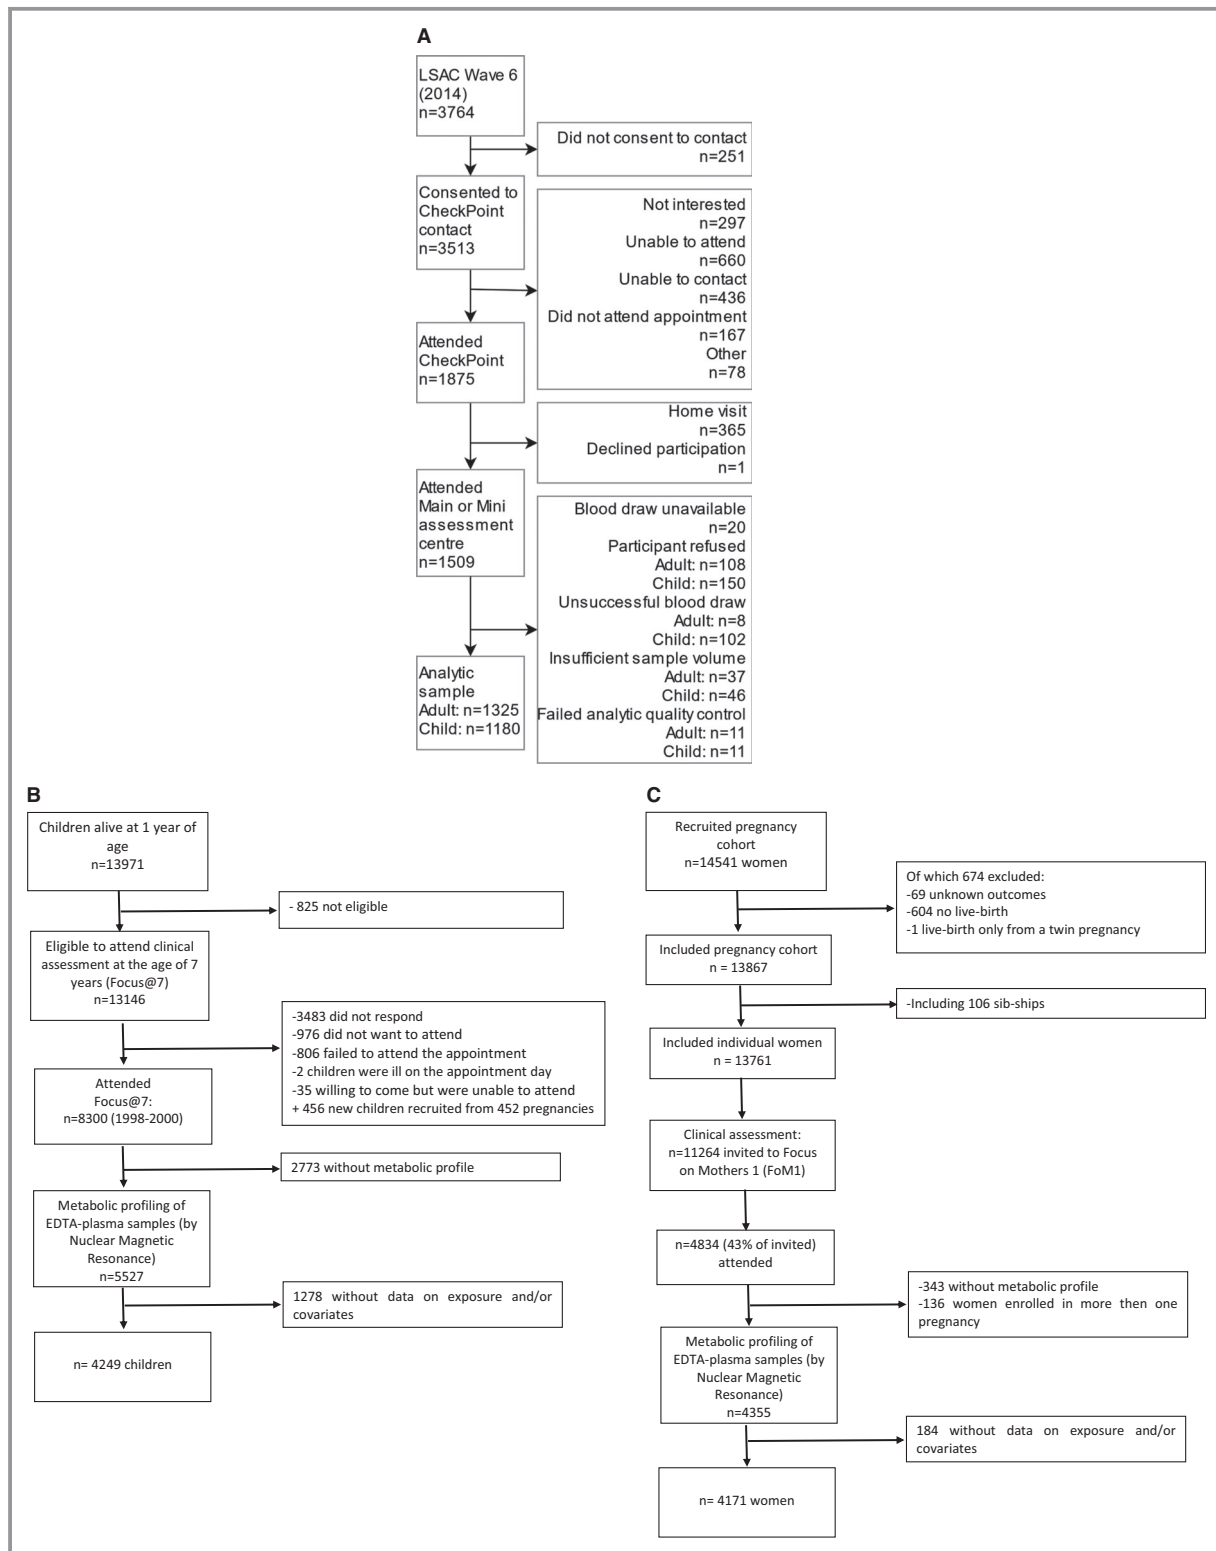 A
LSAC Wave 6
(2014)
n=3764
Did not consent to contact
n=251
Consented to
CheckPoint
contact
n=3513
Not interested
n=297
Unable to attend
n=660
Unable to contact
n=436
Did not attend appointment
n=167
Other
n=78
Attended
CheckPoint
n=1875
Home visit
n=365
Declined participation
n=1
Attended
Main or Mini
assessment
centre
n=1509
Blood draw unavailable
n=20
Participant refused
Adult: n=108
Child: n=150
Unsuccessful blood draw
Adult: n=8
Child: n=102
Insufficient sample volume
Adult: n=37
Child: n=46
Failed analytic quality control
Adult: n=11
Child: n=11
Analytic
sample
Adult: n=1325
Child: n=1180
B
Children alive at 1 year of
age
n=13971
- 825 not eligible
Eligible to attend clinical
assessment at the age of 7
years (Focus@7)
n=13146
-3483 did not respond
-976 did not want to attend
-806 failed to attend the appointment
-2 children were ill on the appointment day
-35 willing to come but were unable to attend
+ 456 new children recruited from 452 pregnancies
Attended
Focus@7:
n=8300 (1998-2000)
2773 without metabolic profile
Metabolic profiling of
EDTA-plasma samples (by
Nuclear Magnetic
Resonance)
n=5527
1278 without data on exposure and/or
covariates
n= 4249 children
C
Recruited pregnancy
cohort
n=14541 women
Of which 674 excluded:
-69 unknown outcomes
-604 no live-birth
-1 live-birth only from a twin pregnancy
Included pregnancy cohort
n = 13867
-Including 106 sib-ships
Included individual women
n = 13761
Clinical assessment:
n=11264 invited to Focus
on Mothers 1 (FoM1)
n=4834 (43% of invited)
attended
-343 without metabolic profile
-136 women enrolled in more then one
pregnancy
Metabolic profiling of
EDTA-plasma samples (by
Nuclear Magnetic
Resonance)
n=4355
184 without data on exposure and/or
covariates
n= 4171 women